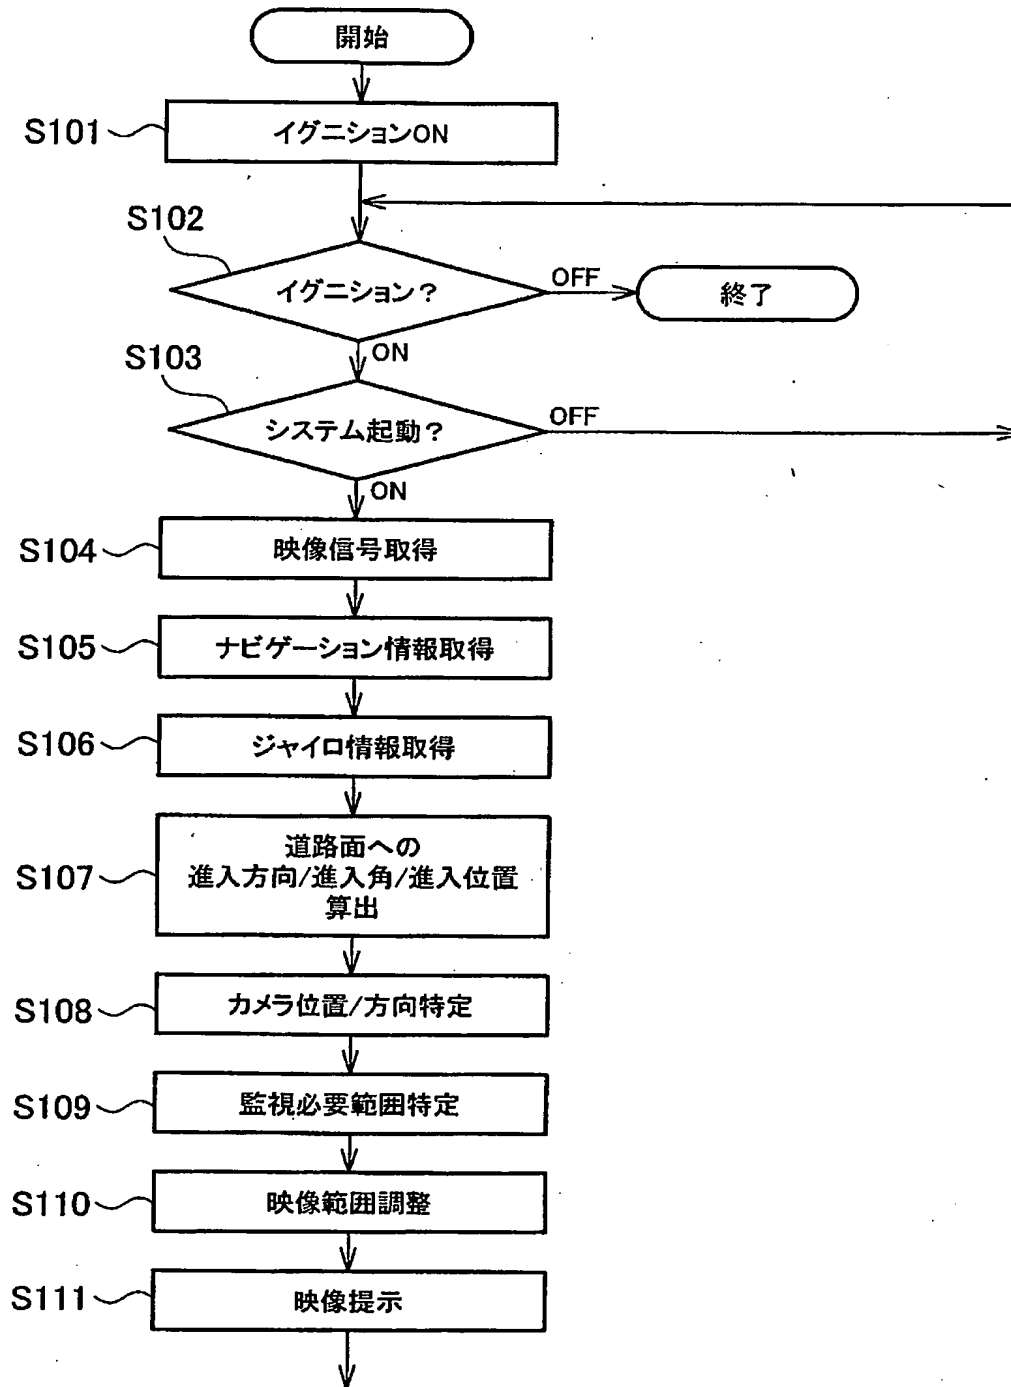 開始
S101
イグニションON
S102
イグニション？
OFF
終了
ON
S103
システム起動？
OFF
ON
S104
映像信号取得
S105
ナビゲーション情報取得
S106
ジャイロ情報取得
S107
道路面への
進入方向/進入角/進入位置
算出
S108
カメラ位置/方向特定
S109
監視必要範囲特定
S110
映像範囲調整
S111
映像提示